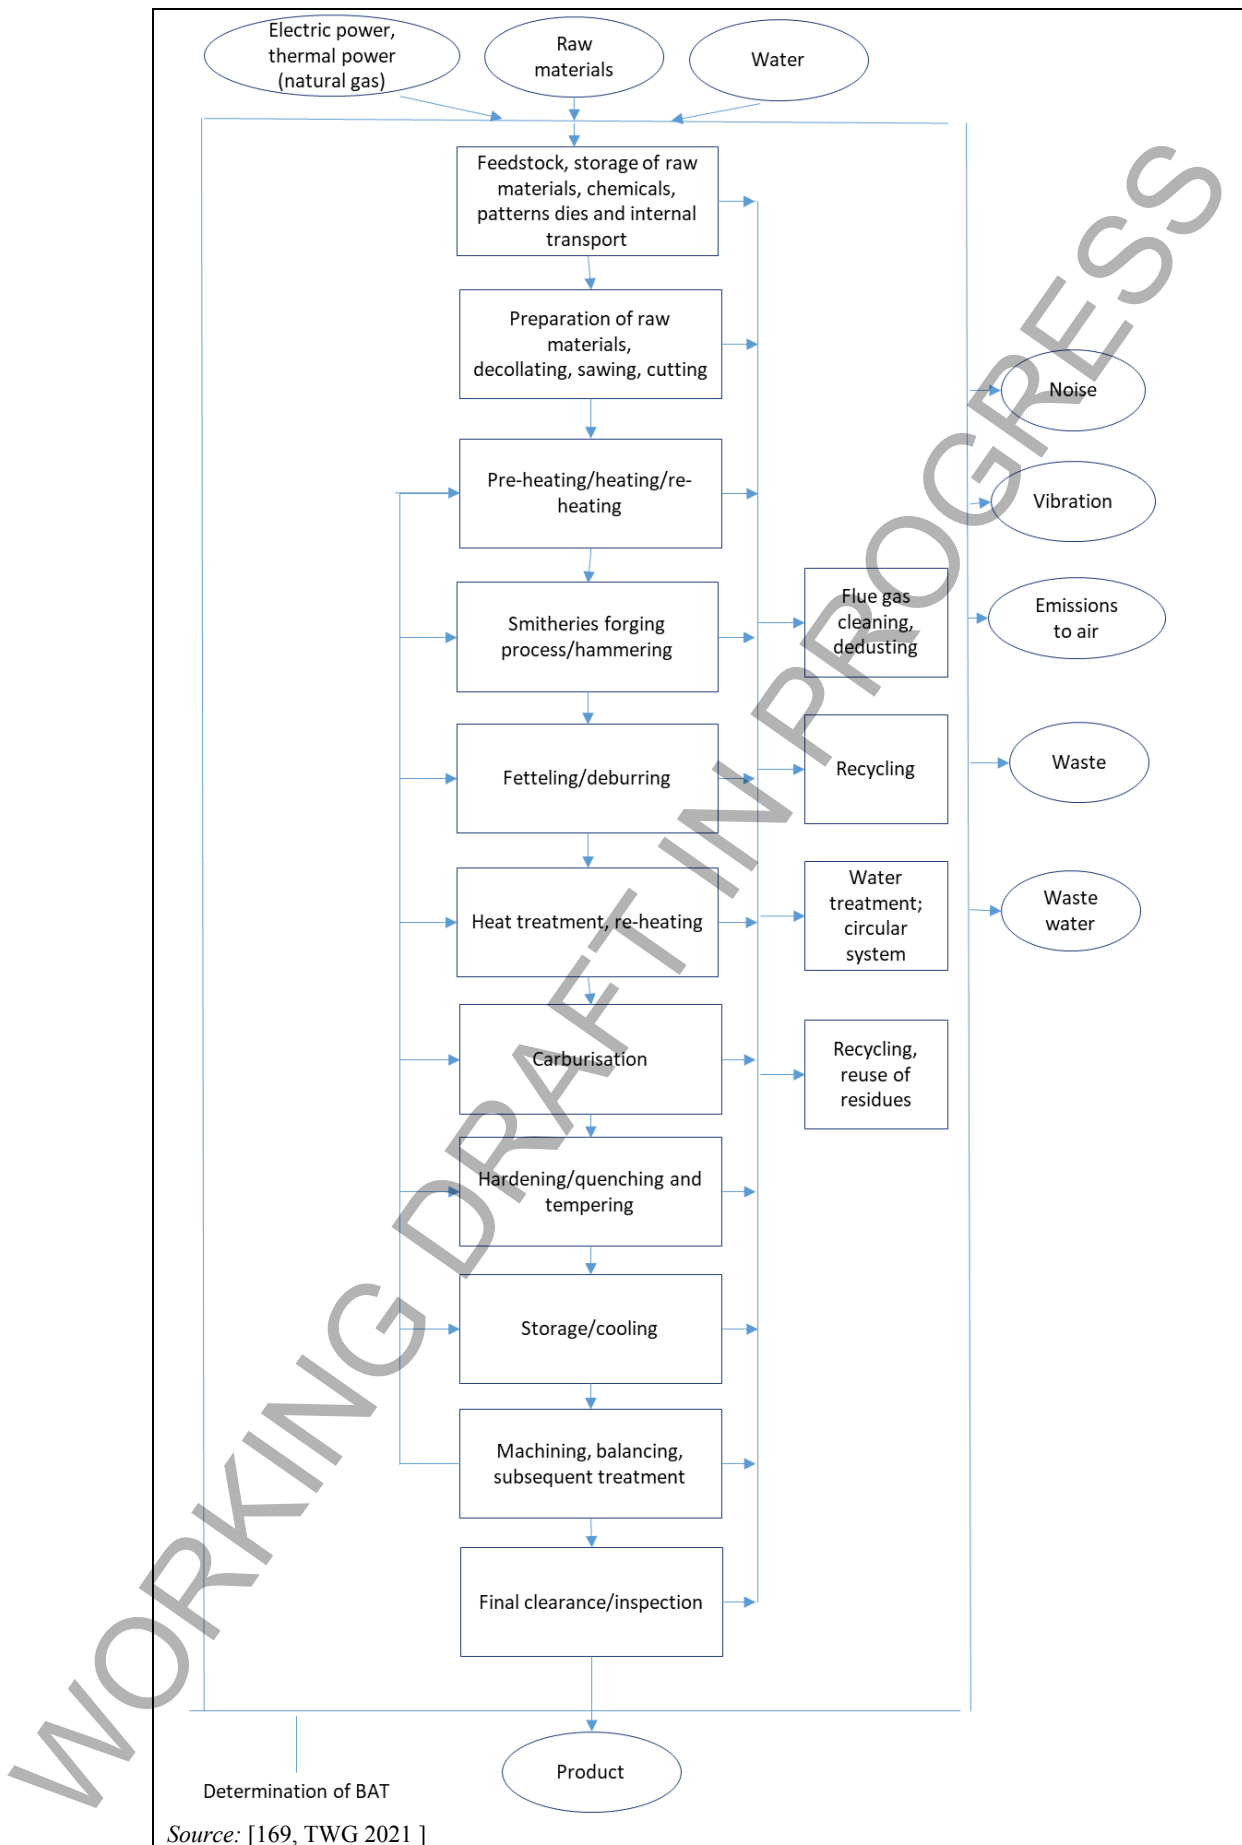 Electric power,
thermal power
(natural gas)
Raw
materials
Water
Feedstock, storage of raw
materials, chemicals,
patterns dies and internal
transport
Preparation of raw
materials,
decollating, sawing, cutting
Pre-heating/heating/re-
heating
Smitheries forging
process/hammering
Fetteling/deburring
Heat treatment, re-heating
Carburisation
Hardening/quenching and
tempering
Storage/cooling
Machining, balancing,
subsequent treatment
Final clearance/inspection
Product
Flue gas
cleaning,
dedusting
Recycling
Water
treatment;
circular
system
Recycling,
reuse of
residues
Noise
Vibration
Emissions
to air
Waste
Waste
water
Determination of BAT
Source: [169, TWG 2021 ]
WORKING DRAFT IN PROGRESS